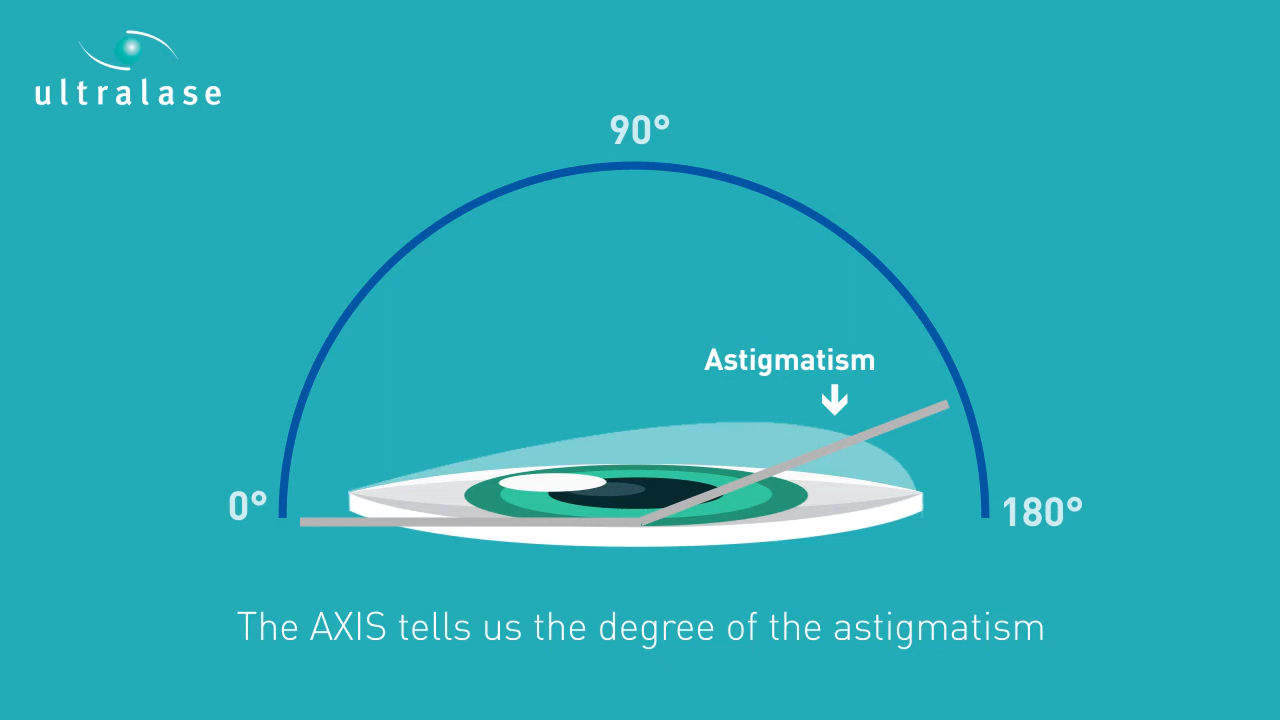 ultralase
90°
Astigmatism
0°
180°
The AXIS tells us the degree of the astigmatism